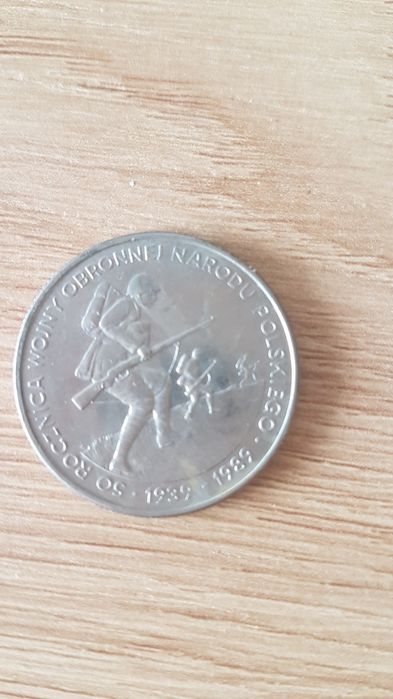 50 ROCZNICA WOJNY OBRONNEJ NARODU POLSKIEGO · 1939 · 1989 ·